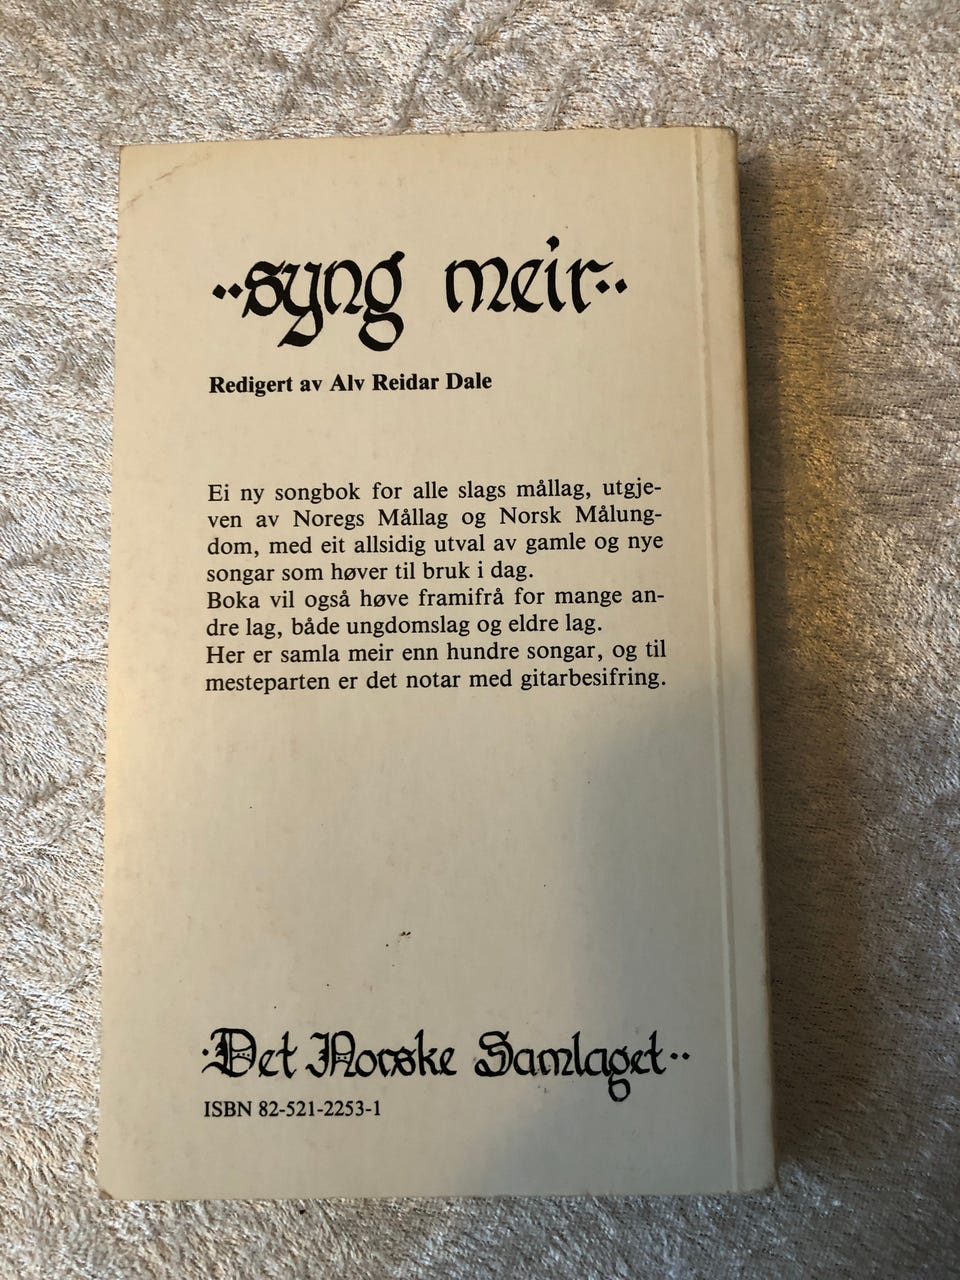 ··syng meir··
Redigert av Alv Reidar Dale
Ei ny songbok for alle slags mållag, utgje-
ven av Noregs Mållag og Norsk Målung-
dom, med eit allsidig utval av gamle og nye
songar som høver til bruk i dag.
Boka vil også høve framifrå for mange an-
dre lag, både ungdomslag og eldre lag.
Her er samla meir enn hundre songar, og til
mesteparten er det notar med gitarbesifring.
·Det Norske Samlaget··
ISBN 82-521-2253-1